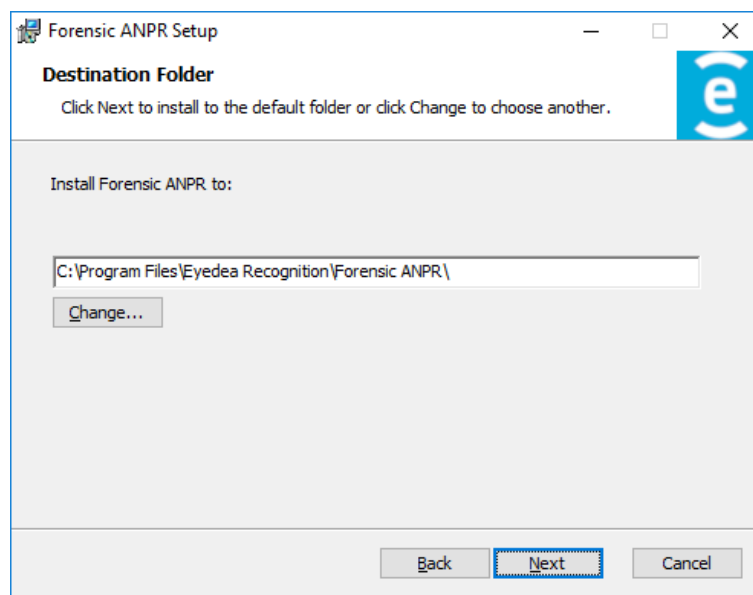 Forensic ANPR Setup
Destination Folder
Click Next to install to the default folder or click Change to choose another.
e
Install Forensic ANPR to:
C:\Program Files\Eyedea Recognition\Forensic ANPR\
Change...
Back Next Cancel